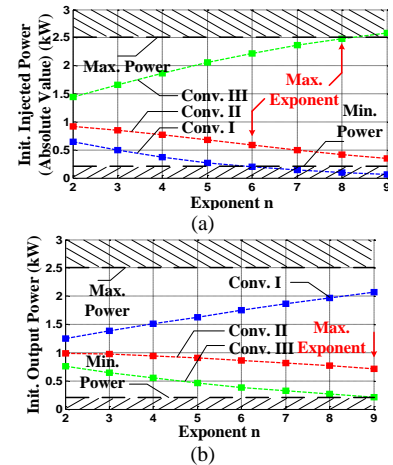 Init. Injected Power
(Absolute Value) (kW)
3
2.5
2
1.5
1
0.5
0
Max. Power
Conv. III
Conv. II
Conv. I
Max.
Exponent
Min.
Power
2 3 4 5 6 7 8 9
Exponent n
(a)
Init. Output Power (kW)
3
2.5
2
1.5
1
0.5
0
Max.
Power
Conv. I
Conv. II
Conv. III
Min.
Power
Max.
Exponent
2 3 4 5 6 7 8 9
Exponent n
(b)